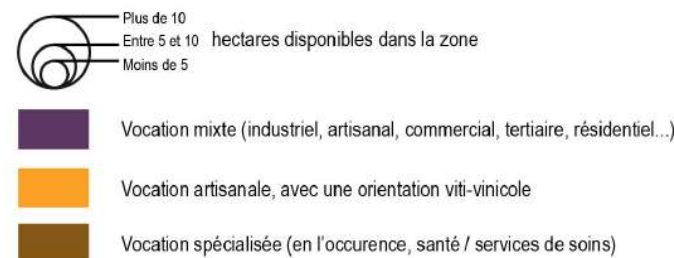 Plus de 10
Entre 5 et 10 hectares disponibles dans la zone
Moins de 5
Vocation mixte (industriel, artisanal, commercial, tertiaire, résidentiel...)
Vocation artisanale, avec une orientation viti-vinicole
Vocation spécialisée (en l'occurence, santé / services de soins)